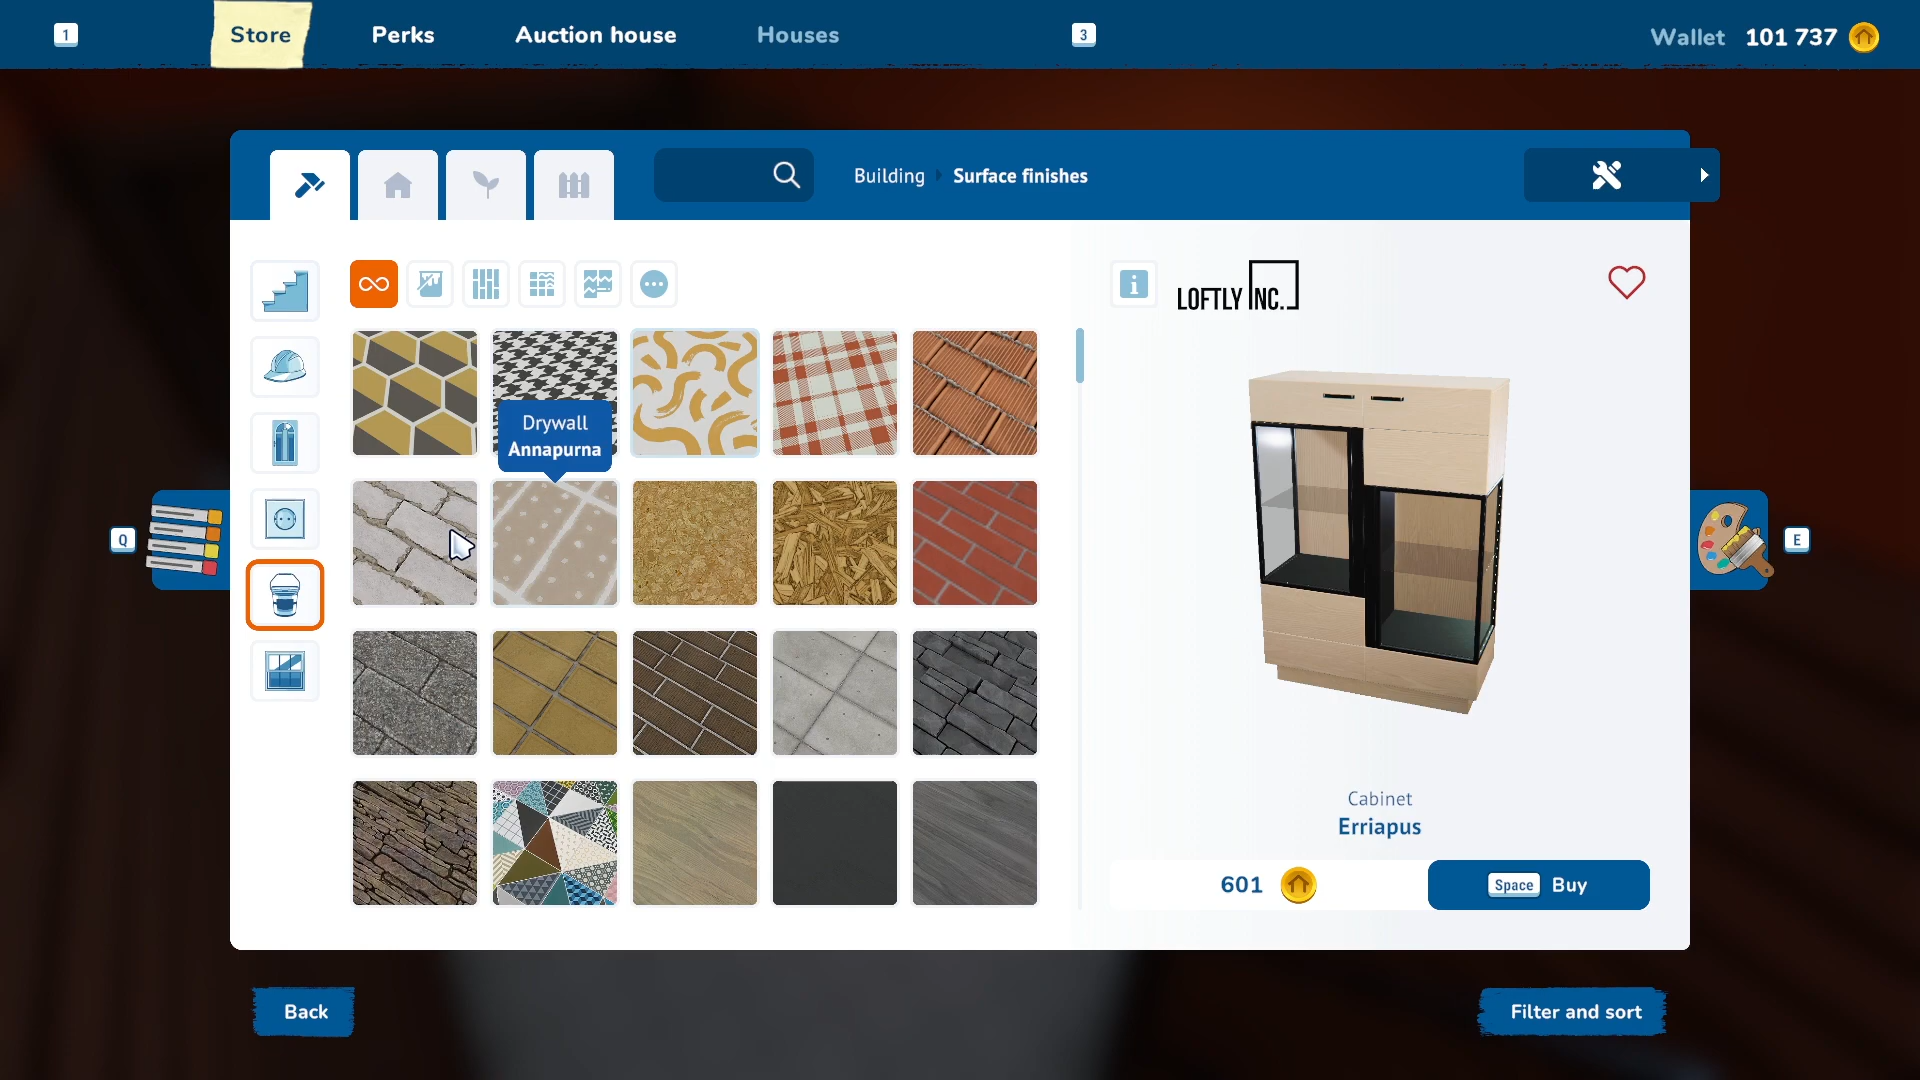 1
Store
Perks
Auction house
Houses
3
Wallet 101 737
Building Surface finishes
i
LOFTLY INC.
Drywall
Annapurna
Q
E
Cabinet
Erriapus
601
Space Buy
Back
Filter and sort